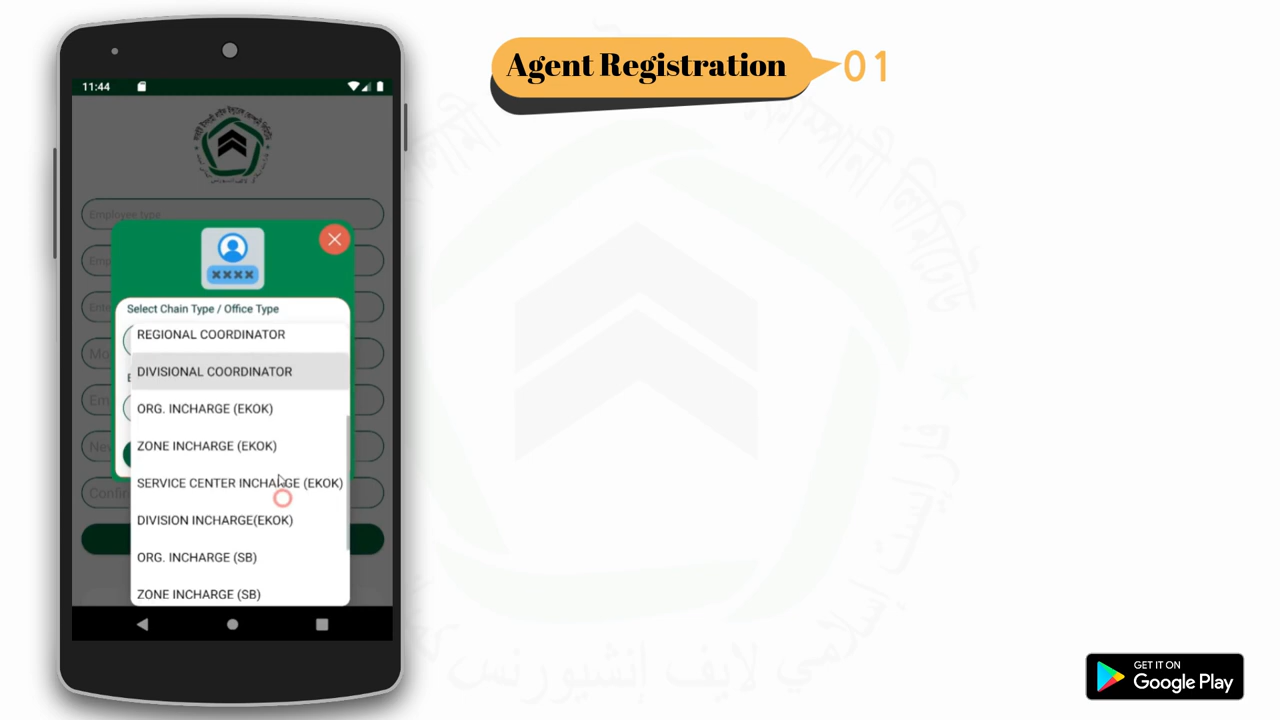 Agent Registration
01
11:44
Employee type
Select Chain Type / Office Type
REGIONAL COORDINATOR
DIVISIONAL COORDINATOR
ORG. INCHARGE (EKOK)
ZONE INCHARGE (EKOK)
SERVICE CENTER INCHARGE (EKOK)
DIVISION INCHARGE(EKOK)
ORG. INCHARGE (SB)
ZONE INCHARGE (SB)
GET IT ON
Google Play